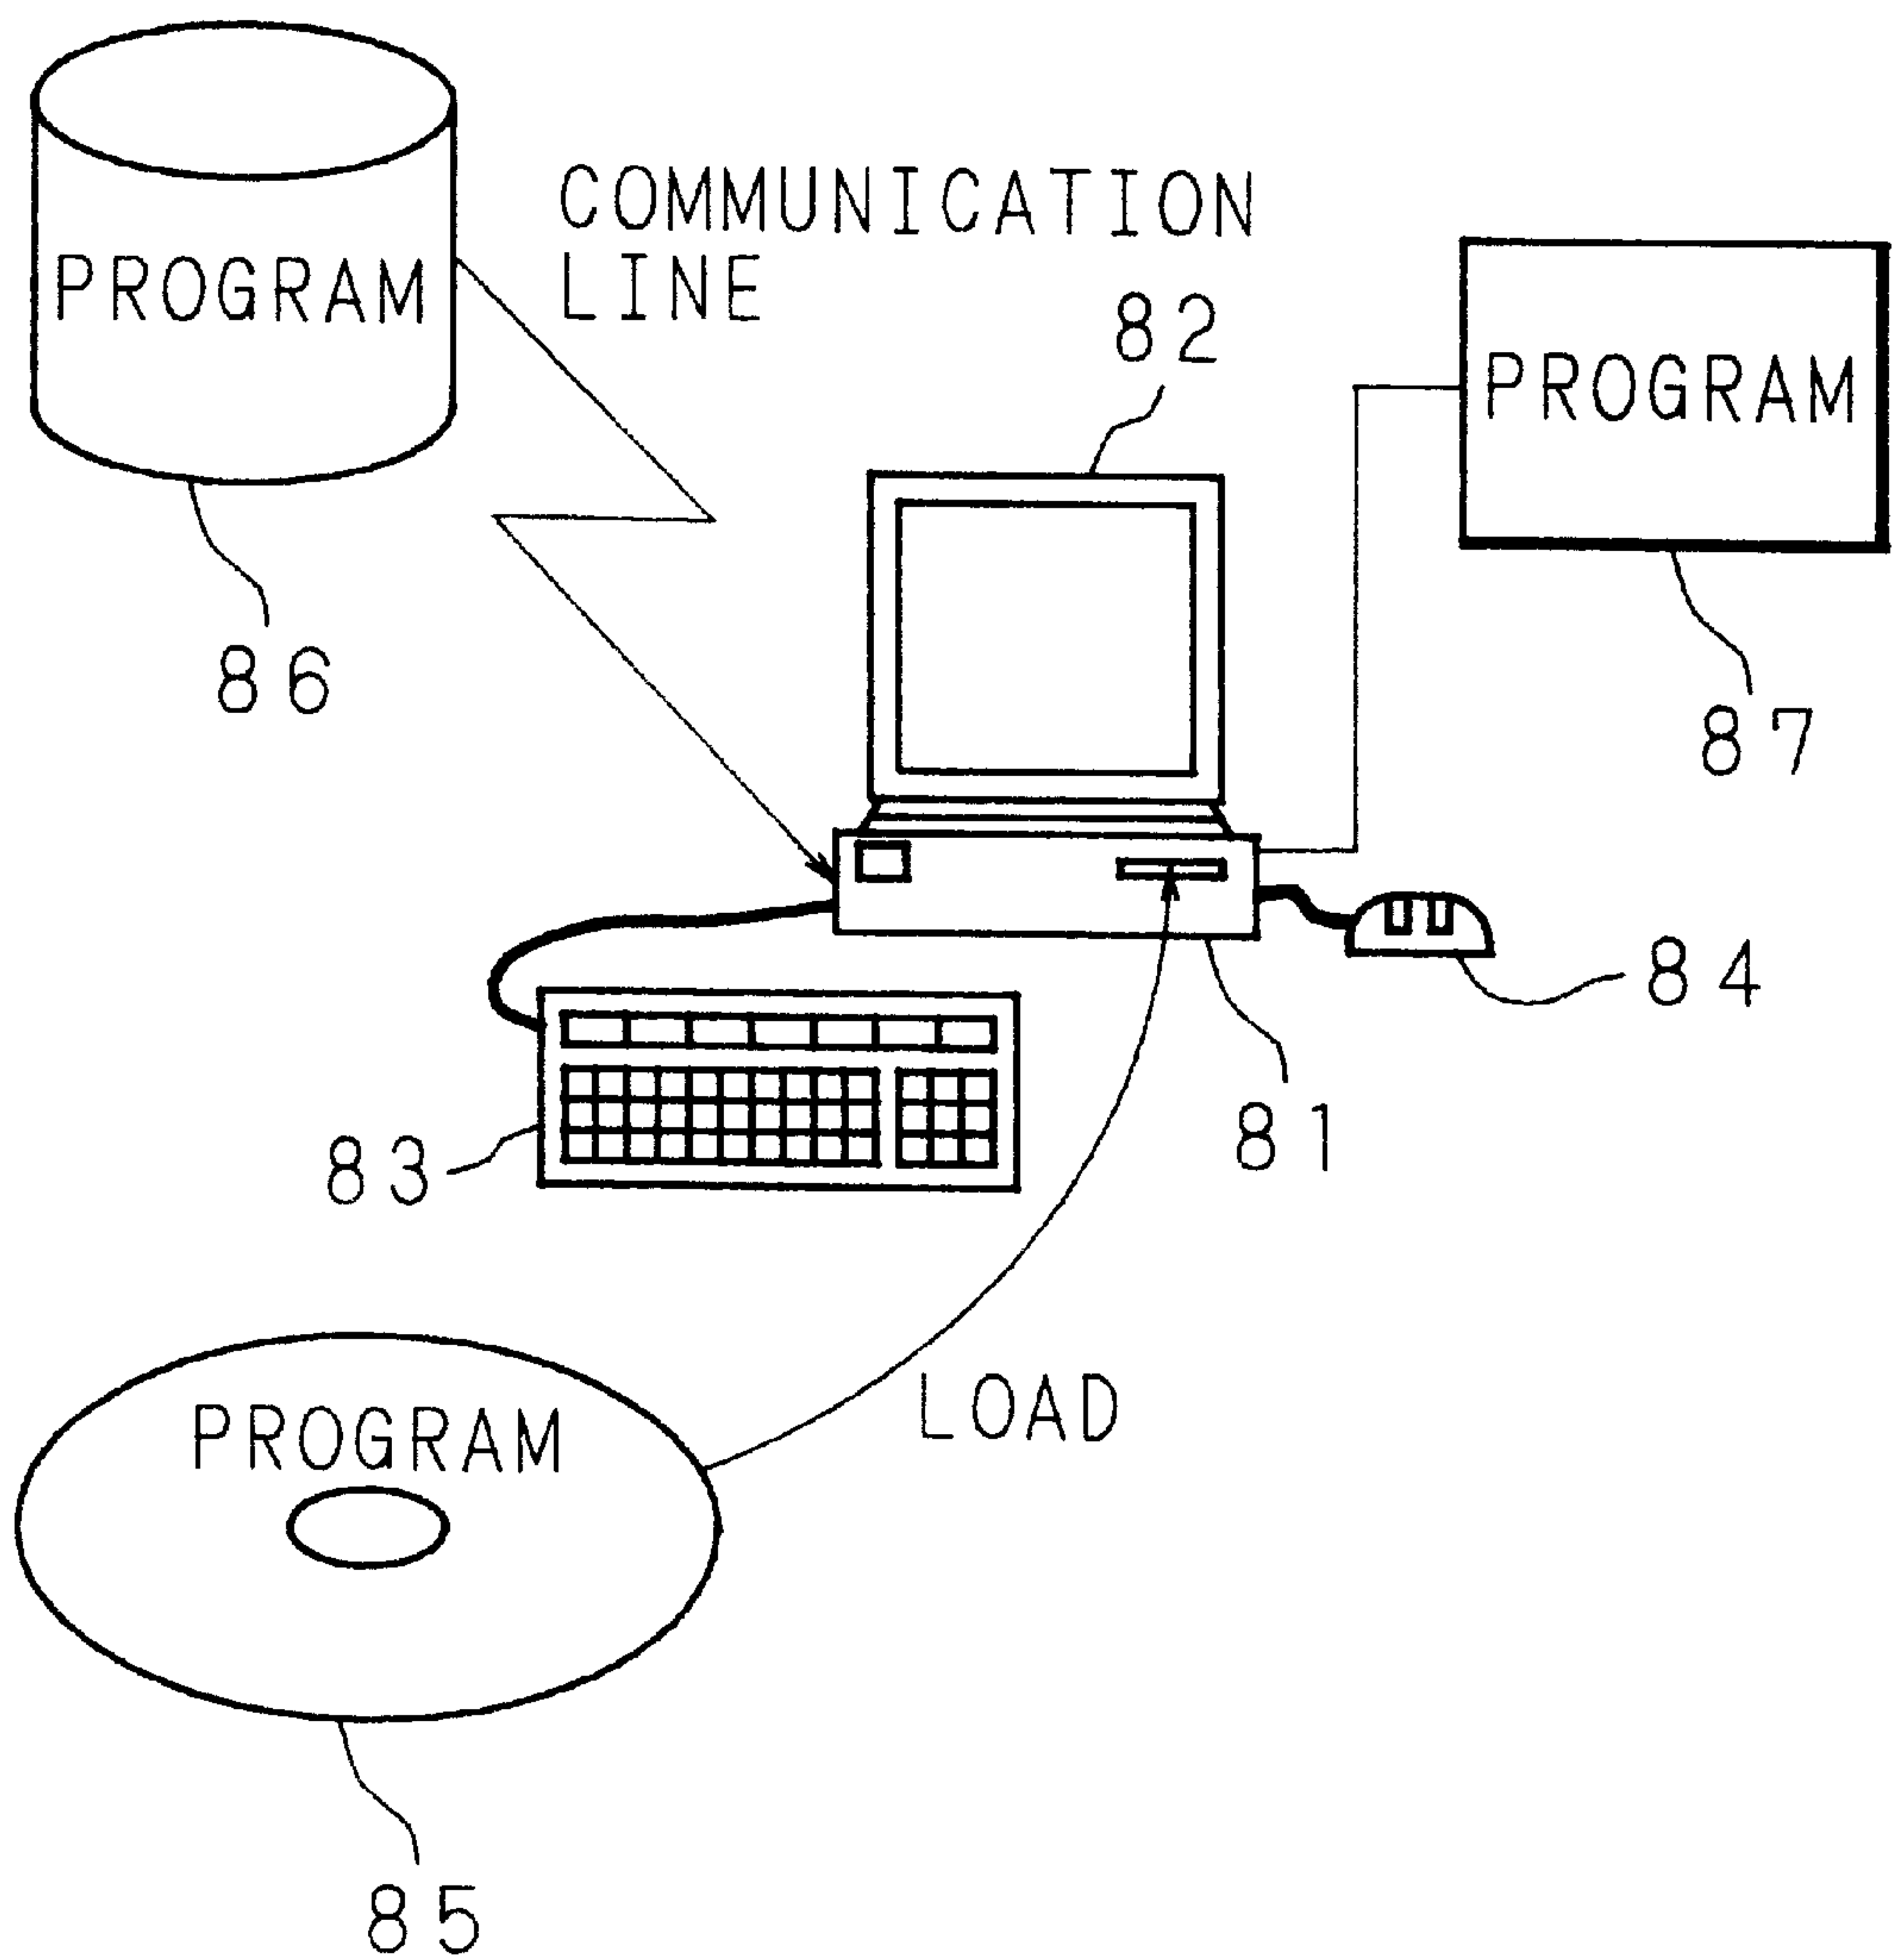 COMMUNICATION
LINE
PROGRAM
82
PROGRAM
86
87
84
81
83
LOAD
PROGRAM
85